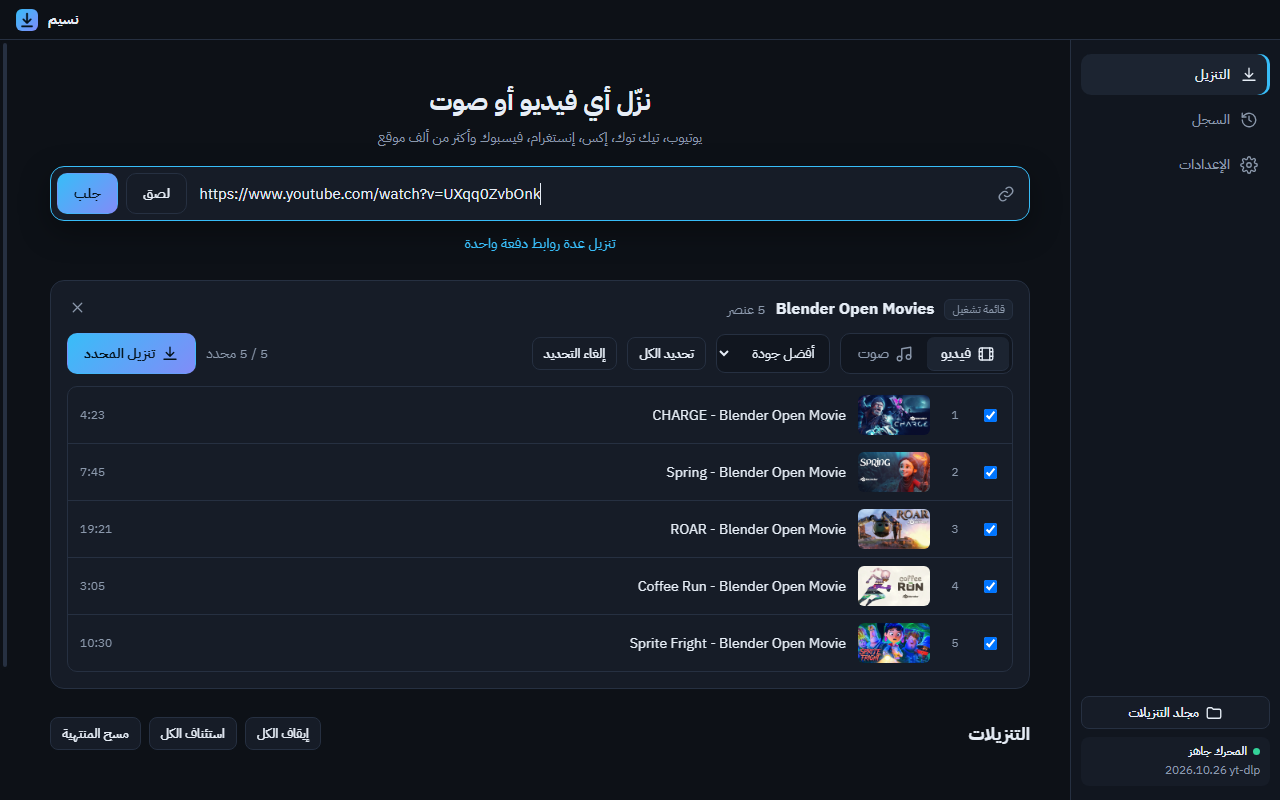 نسيم
التنزيل
السجل
الإعدادات
مجلد التنزيلات
المحرك جاهز
2026.10.26 yt-dlp
نزّل أي فيديو أو صوت
يوتيوب، تيك توك، إكس، إنستغرام، فيسبوك وأكثر من ألف موقع
https://www.youtube.com/watch?v=UXqq0ZvbOnk لصق جلب
تنزيل عدة روابط دفعة واحدة
قائمة تشغيل Blender Open Movies 5 عنصر
فيديو صوت أفضل جودة تحديد الكل إلغاء التحديد 5 / 5 محدد تنزيل المحدد
1 CHARGE - Blender Open Movie 4:23
2 Spring - Blender Open Movie 7:45
3 ROAR - Blender Open Movie 19:21
4 Coffee Run - Blender Open Movie 3:05
5 Sprite Fright - Blender Open Movie 10:30
التنزيلات إيقاف الكل استئناف الكل مسح المنتهية